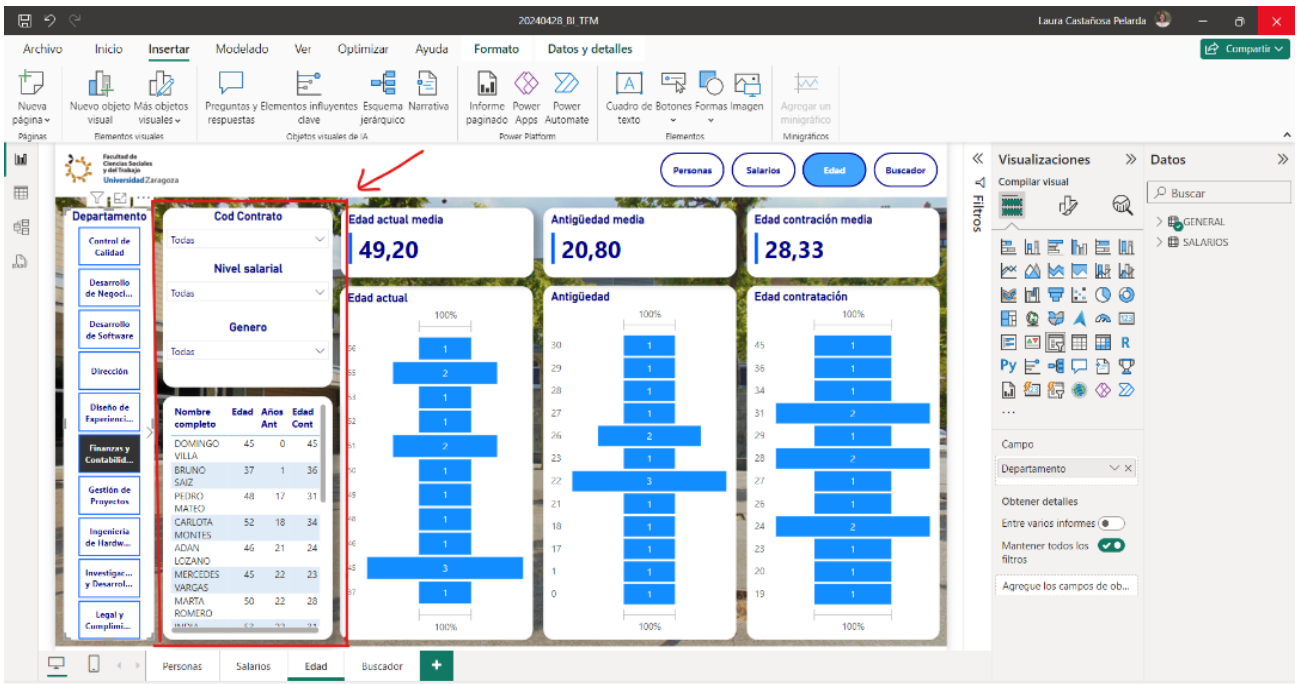 20240428_BI_TFM
Laura Castañosa Pelarda
Archivo Inicio Insertar Modelado Ver Optimizar Ayuda Formato Datos y detalles
Compartir
Nueva página
Nuevo objeto visual
Más objetos visuales
Preguntas y respuestas
Elementos influyentes clave
Esquema jerárquico
Narrativa
Informe paginado
Power Apps
Power Automate
Cuadro de texto
Botones
Formas
Imagen
Agregar un minigráfico
Páginas
Elementos visuales
Objetos visuales de IA
Power Platform
Elementos
Minigráficos
Facultad de
Ciencias Sociales
y del Trabajo
Universidad Zaragoza
Personas Salarios Edad Buscador
Departamento
Control de
Calidad
Desarrollo
de Negoci...
Desarrollo
de Software
Dirección
Diseño de
Experienci...
Finanzas y
Contabilid...
Gestión de
Proyectos
Ingeniería
de Hardw...
Investigac...
y Desarrol...
Legal y
Cumplimi...
Cod Contrato
Todas
Nivel salarial
Todas
Genero
Todas
Nombre completo Edad Años Ant Edad Cont
DOMINGO VILLA 45 0 45
BRUNO SAIZ 37 1 36
PEDRO MATEO 48 17 31
CARLOTA MONTES 52 18 34
ADAN LOZANO 46 21 24
MERCEDES VARGAS 45 22 23
MARTA ROMERO 50 22 28
Edad actual media
49,20
Antigüedad media
20,80
Edad contración media
28,33
Edad actual
100%
1
2
1
1
2
1
1
1
1
3
1
100%
Antigüedad
100%
30 1
29 1
28 1
27 1
26 2
23 1
22 3
21 1
18 1
17 1
1 1
0 1
100%
Edad contratación
100%
45 1
36 1
34 1
31 2
29 1
28 2
27 1
26 1
24 2
23 1
20 1
19 1
100%
Filtros
Visualizaciones
Compilar visual
R
Py
123
...
Campo
Departamento
Obtener detalles
Entre varios informes
Mantener todos los
filtros
Agregue los campos de ob...
Datos
Buscar
GENERAL
SALARIOS
Personas Salarios Edad Buscador